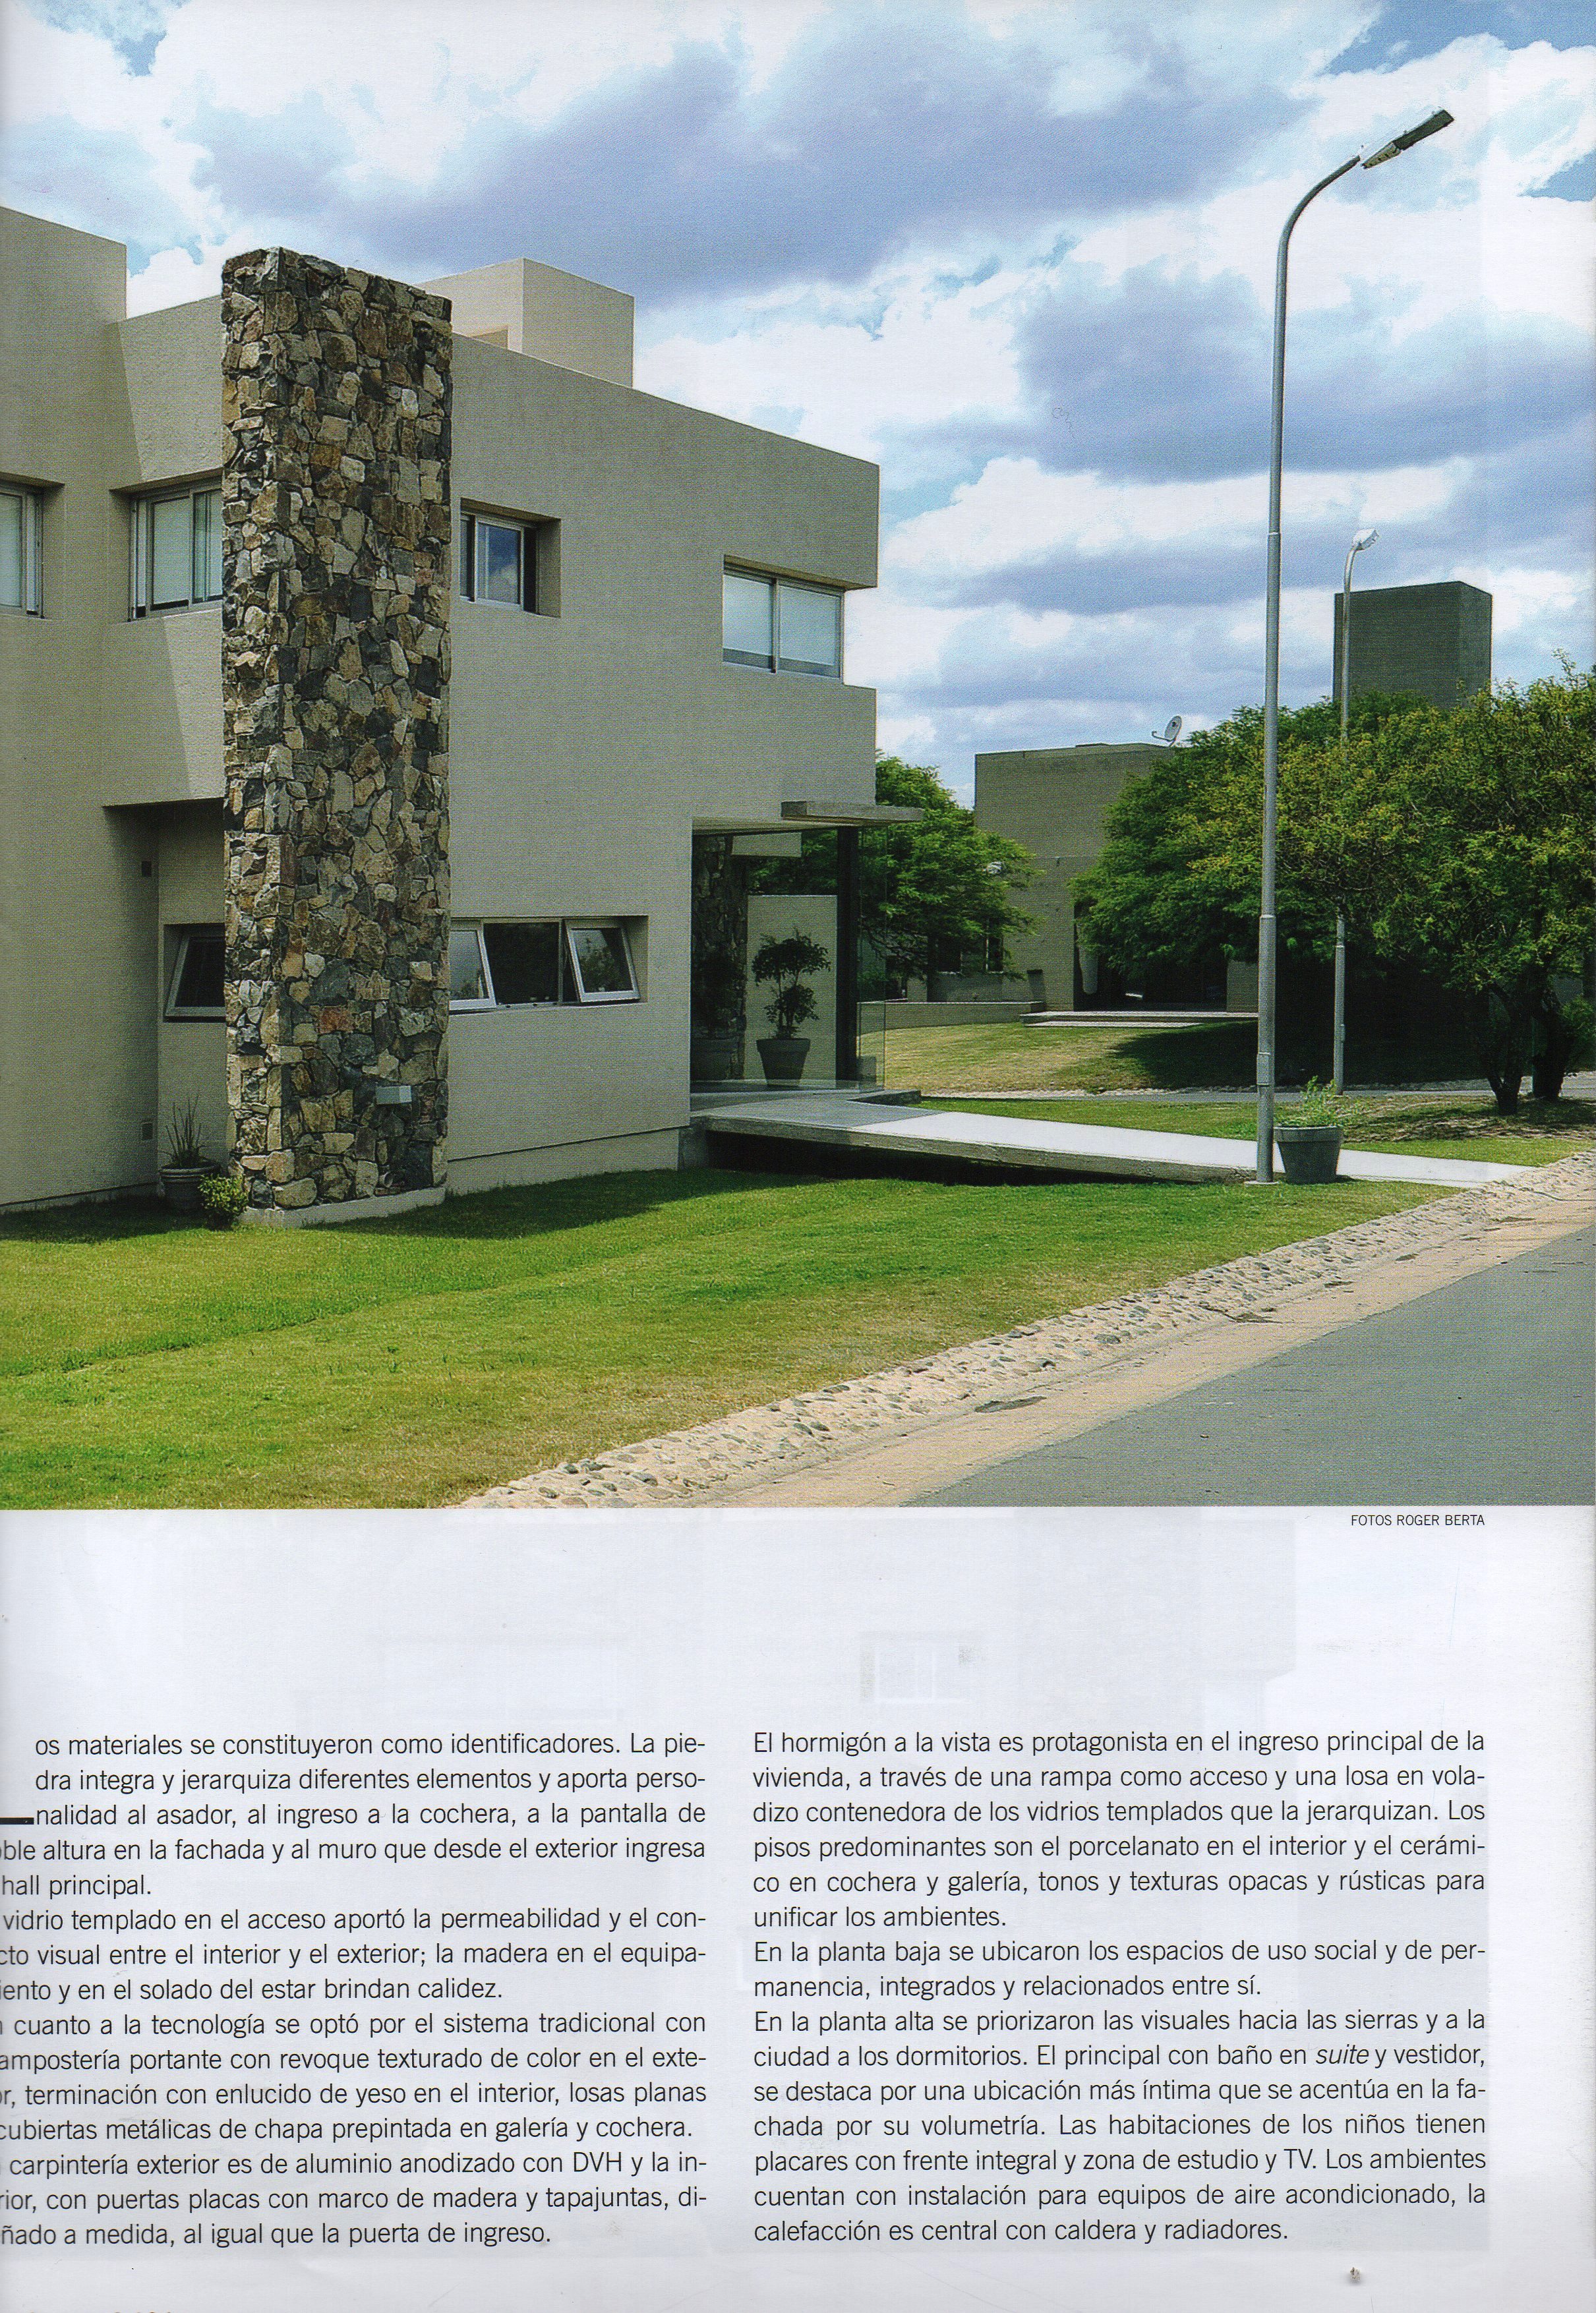 FOTOS ROGER BERTA
os materiales se constituyeron como identificadores. La pie-
dra integra y jerarquiza diferentes elementos y aporta perso-
nalidad al asador, al ingreso a la cochera, a la pantalla de
ble altura en la fachada y al muro que desde el exterior ingresa
hall principal.
vidrio templado en el acceso aportó la permeabilidad y el con-
cto visual entre el interior y el exterior; la madera en el equipa-
iento y en el solado del estar brindan calidez.
cuanto a la tecnología se optó por el sistema tradicional con
ampostería portante con revoque texturado de color en el exte-
or, terminación con enlucido de yeso en el interior, losas planas
cubiertas metálicas de chapa prepintada en galería y cochera.
carpintería exterior es de aluminio anodizado con DVH y la in-
rior, con puertas placas con marco de madera y tapajuntas, di-
ñado a medida, al igual que la puerta de ingreso.
El hormigón a la vista es protagonista en el ingreso principal de la
vivienda, a través de una rampa como acceso y una losa en vola-
dizo contenedora de los vidrios templados que la jerarquizan. Los
pisos predominantes son el porcelanato en el interior y el cerámi-
co en cochera y galería, tonos y texturas opacas y rústicas para
unificar los ambientes.
En la planta baja se ubicaron los espacios de uso social y de per-
manencia, integrados y relacionados entre sí.
En la planta alta se priorizaron las visuales hacia las sierras y a la
ciudad a los dormitorios. El principal con baño en suite y vestidor,
se destaca por una ubicación más íntima que se acentúa en la fa-
chada por su volumetría. Las habitaciones de los niños tienen
placares con frente integral y zona de estudio y TV. Los ambientes
cuentan con instalación para equipos de aire acondicionado, la
calefacción es central con caldera y radiadores.